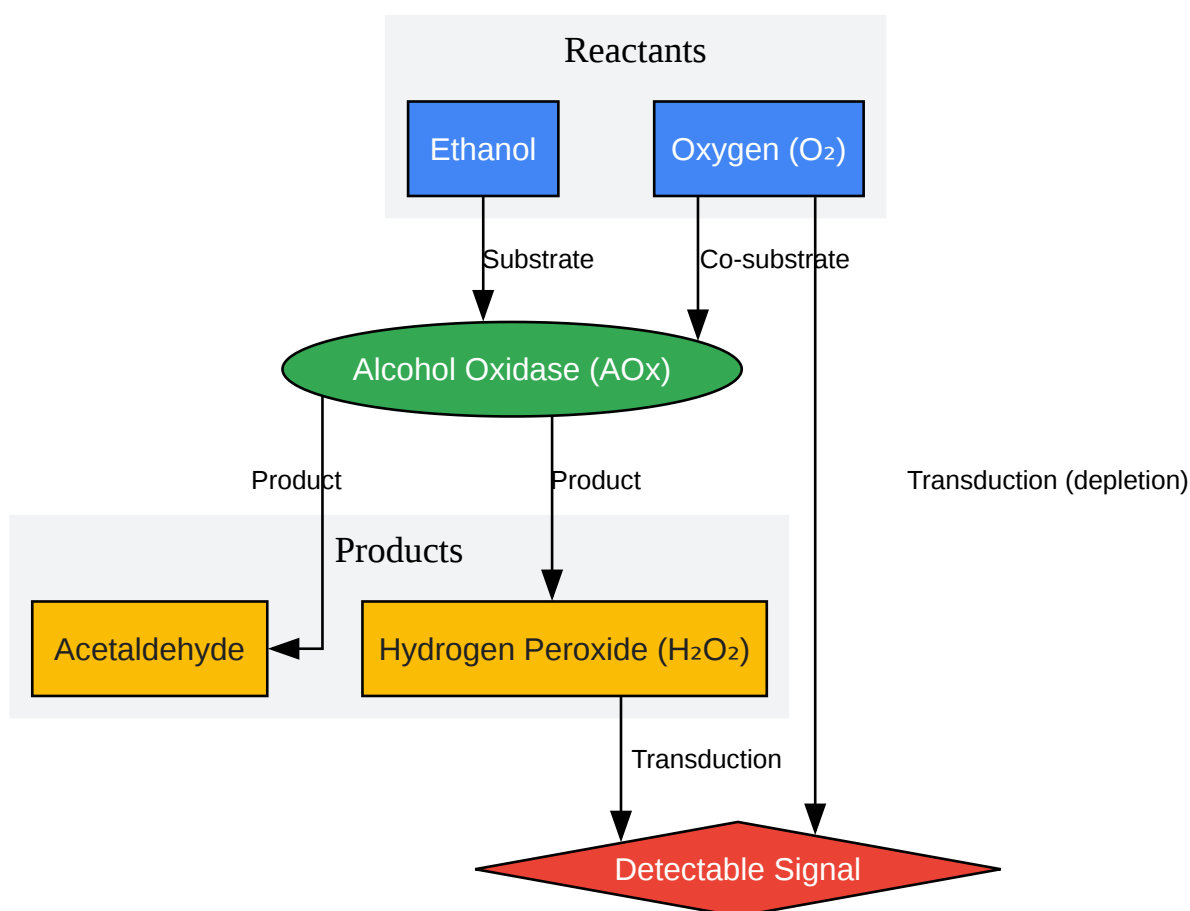 Reactants
Ethanol
Oxygen (O₂)
Substrate
Co-substrate
Alcohol Oxidase (AOx)
Product
Product
Transduction (depletion)
Products
Acetaldehyde
Hydrogen Peroxide (H₂O₂)
Transduction
Detectable Signal